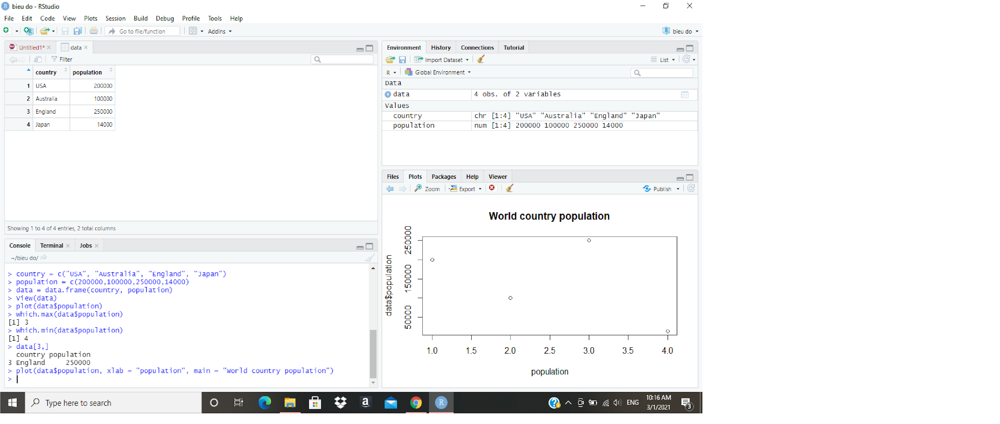 bieu do - RStudio
File Edit Code View Plots Session Build Debug Profile Tools Help
Go to file/function Addins bieu do
Untitled1* data
Filter
country population
1 USA 200000
2 Australia 100000
3 England 250000
4 Japan 14000
Showing 1 to 4 of 4 entries, 2 total columns
Console Terminal Jobs
~/bieu do/
> country = c("USA", "Australia", "England", "Japan")
> population = c(200000,100000,250000,14000)
> data = data.frame(country, population)
> View(data)
> plot(data$population)
> which.max(data$population)
[1] 3
> which.min(data$population)
[1] 4
> data[3,]
country population
3 England 250000
> plot(data$population, xlab = "population", main = "World country population")
>
Environment History Connections Tutorial
Import Dataset List
R Global Environment
Data
data 4 obs. of 2 variables
Values
country chr [1:4] "USA" "Australia" "England" "Japan"
population num [1:4] 200000 100000 250000 14000
Files Plots Packages Help Viewer
Zoom Export Publish
World country population
data$population
250000
150000
50000
1.0 1.5 2.0 2.5 3.0 3.5 4.0
population
Type here to search
a
R
ENG
10:16 AM
3/1/2021
3